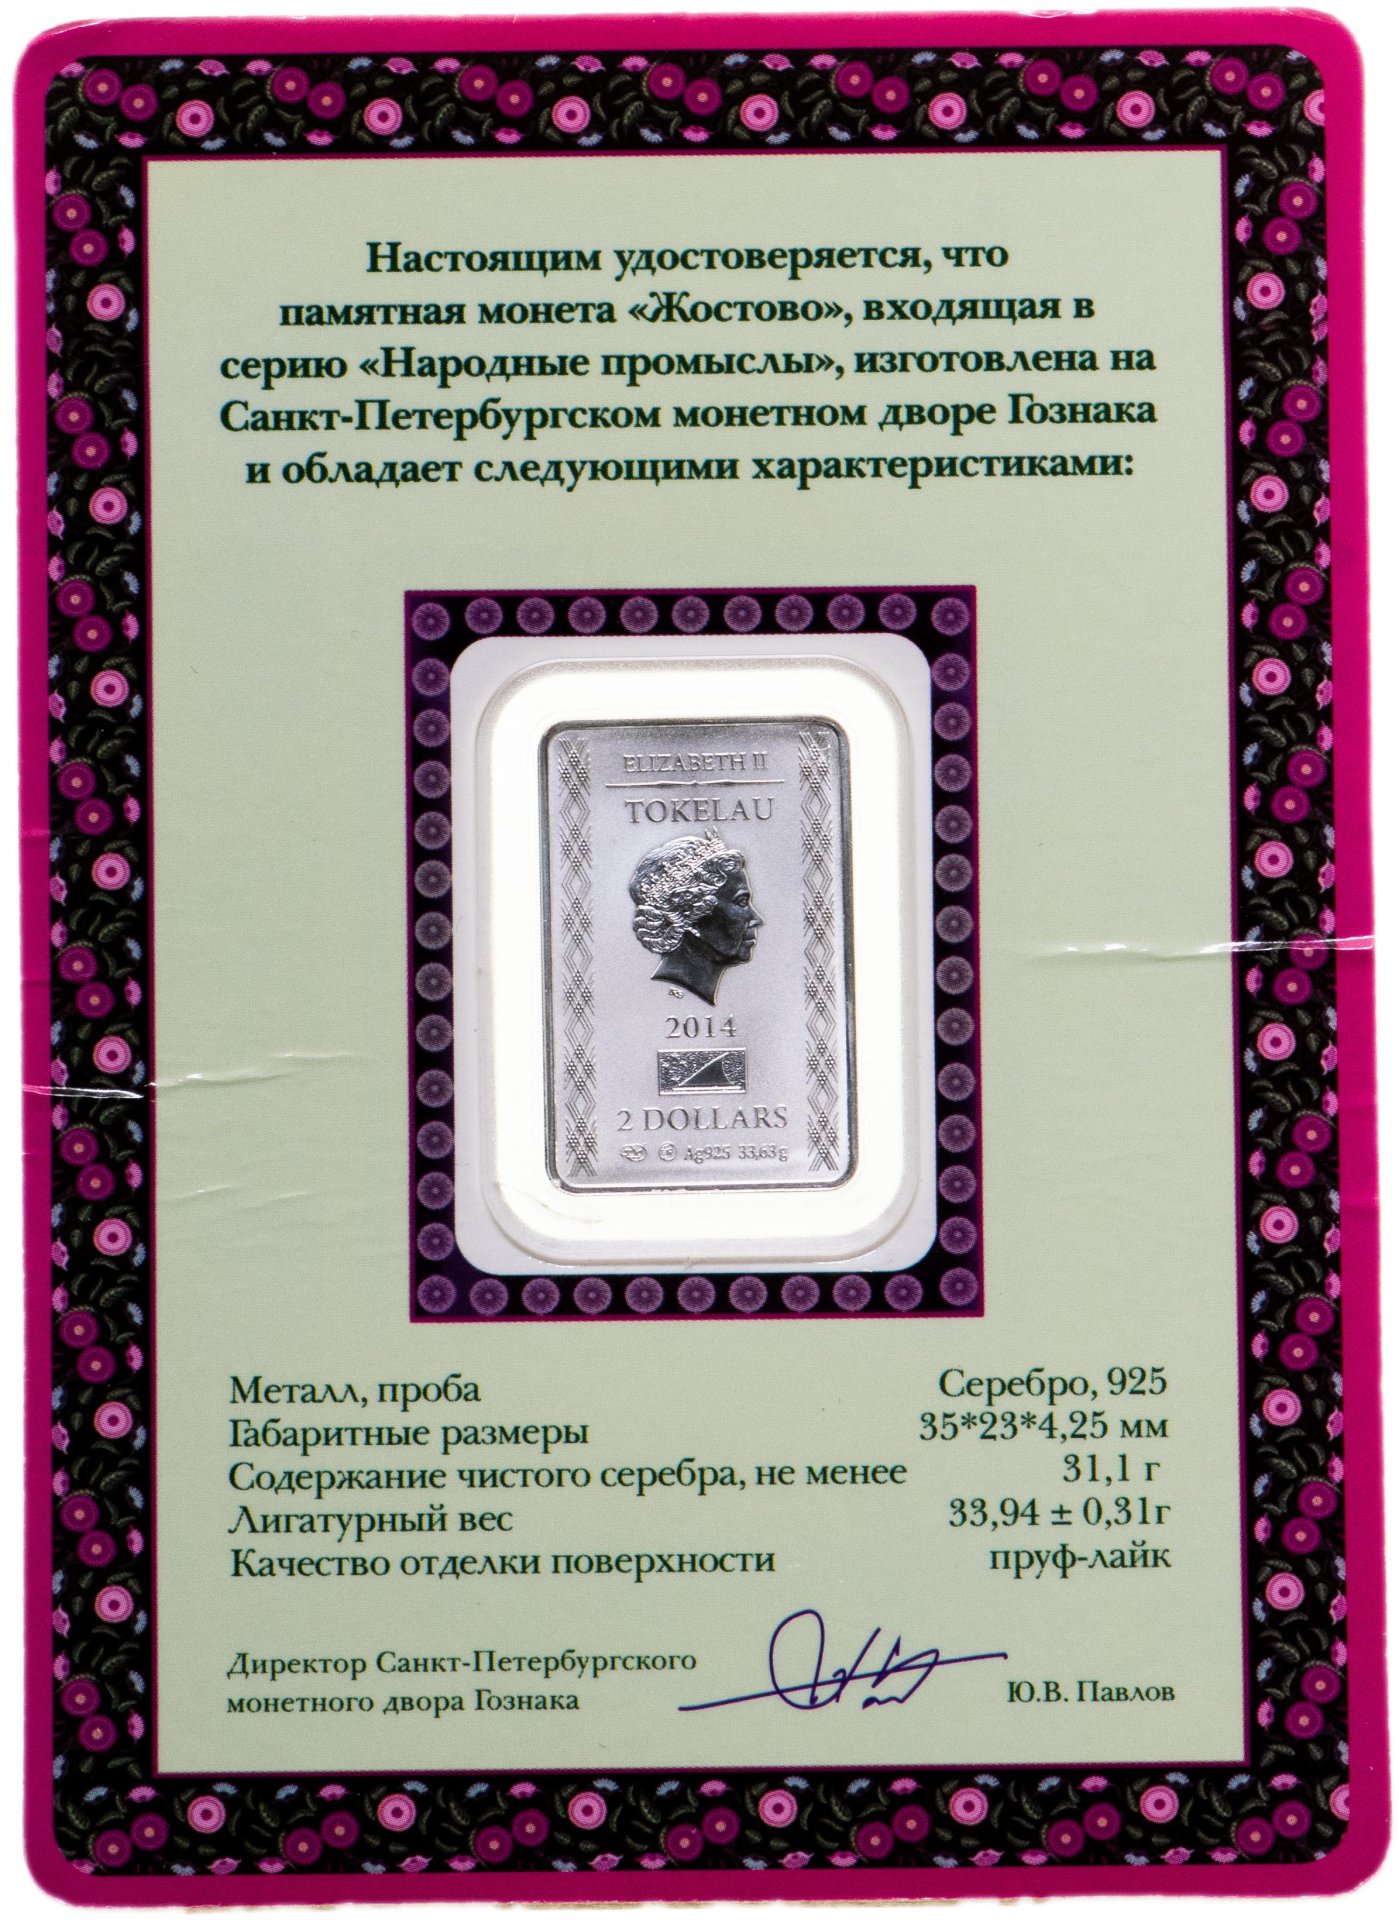 Настоящим удостоверяется, что
памятная монета «Жостово», входящая в
серию «Народные промыслы», изготовлена на
Санкт-Петербургском монетном дворе Гознака
и обладает следующими характеристиками:
ELIZABETH II
TOKELAU
2014
2 DOLLARS
© Ag925 33,63g
Металл, проба Серебро, 925
Габаритные размеры 35*23*4,25 мм
Содержание чистого серебра, не менее 31,1 г
Лигатурный вес 33,94 ± 0,31г
Качество отделки поверхности пруф-лайк
Директор Санкт-Петербургского
монетного двора Гознака Ю.В. Павлов